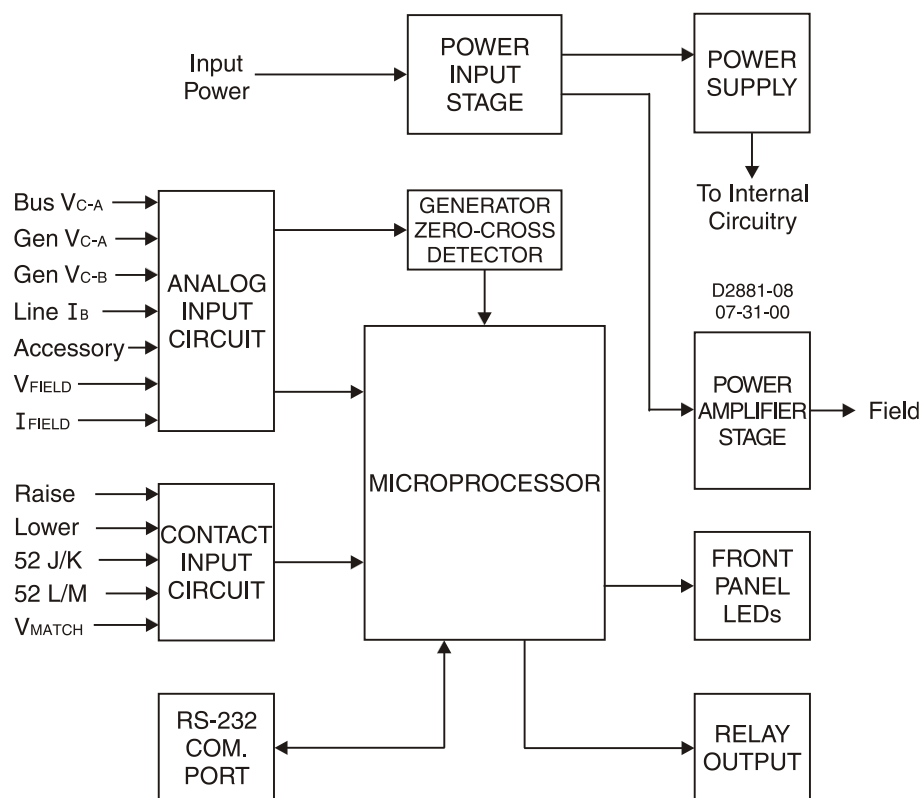 Input
Power
POWER
INPUT
STAGE
POWER
SUPPLY
To Internal
Circuitry
Bus VC-A
Gen VC-A
Gen VC-B
Line IB
Accessory
VFIELD
IFIELD
ANALOG
INPUT
CIRCUIT
GENERATOR
ZERO-CROSS
DETECTOR
D2881-08
07-31-00
POWER
AMPLIFIER
STAGE
Field
MICROPROCESSOR
Raise
Lower
52 J/K
52 L/M
VMATCH
CONTACT
INPUT
CIRCUIT
FRONT
PANEL
LEDs
RS-232
COM.
PORT
RELAY
OUTPUT